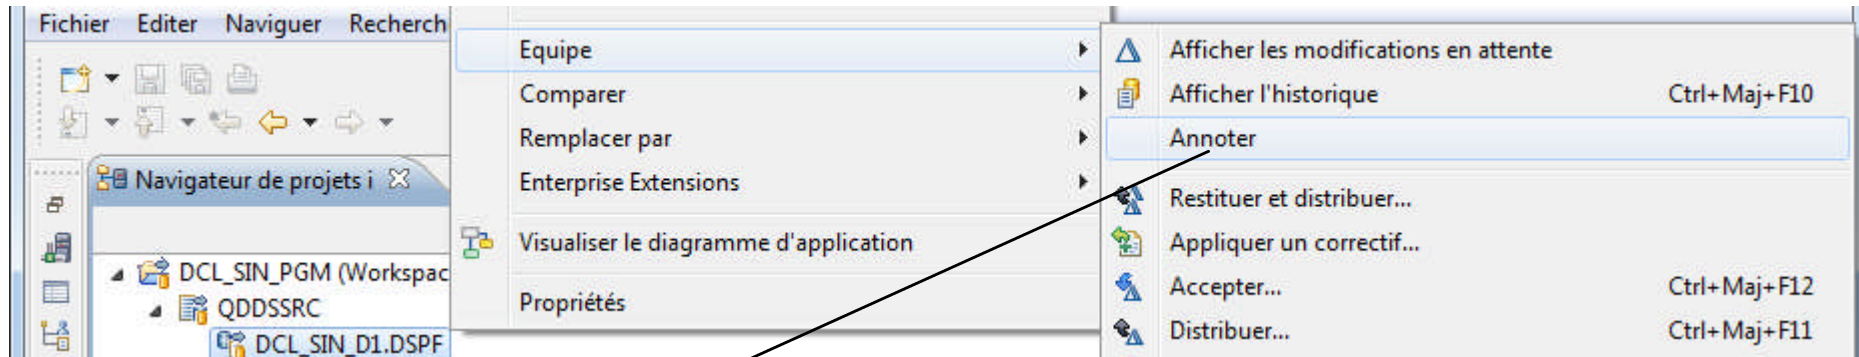 Fichier Editer Naviguer Recherch
Equipe
Comparer
Remplacer par
Enterprise Extensions
Visualiser le diagramme d'application
Propriétés
Afficher les modifications en attente
Afficher l'historique Ctrl+Maj+F10
Annoter
Restituer et distribuer...
Appliquer un correctif...
Accepter... Ctrl+Maj+F12
Distribuer... Ctrl+Maj+F11
Navigateur de projets i
DCL_SIN_PGM (Workspac
QDDSSRC
DCL_SIN_D1.DSPF